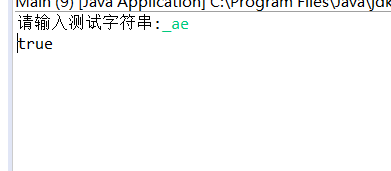 Main (9) [Java Application] C:\Program Files\Java\jdk
请输入测试字符串:_ae
true